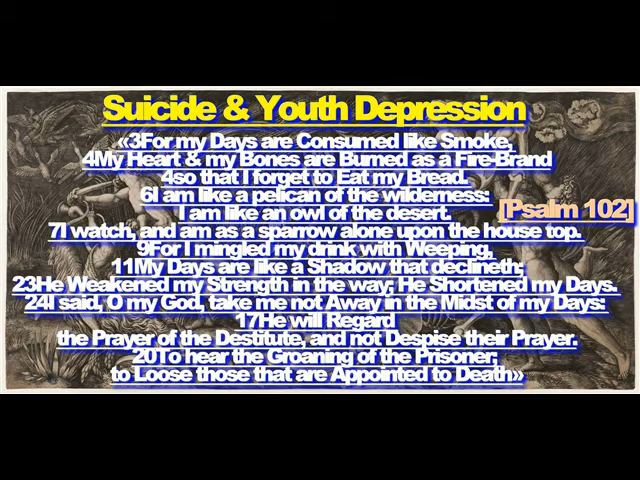 Suicide & Youth Depression
«3For my Days are Consumed like Smoke,
4My Heart & my Bones are Burned as a Fire-Brand
4so that I forget to Eat my Bread.
6I am like a pelican of the wilderness:
I am like an owl of the desert.
[Psalm 102]
7I watch, and am as a sparrow alone upon the house top.
9For I mingled my drink with Weeping,
11My Days are like a Shadow that declineth;
23He Weakened my Strength in the way; He Shortened my Days.
24I said, O my God, take me not Away in the Midst of my Days:
17He will Regard
the Prayer of the Destitute, and not Despise their Prayer.
20To hear the Groaning of the Prisoner;
to Loose those that are Appointed to Death»